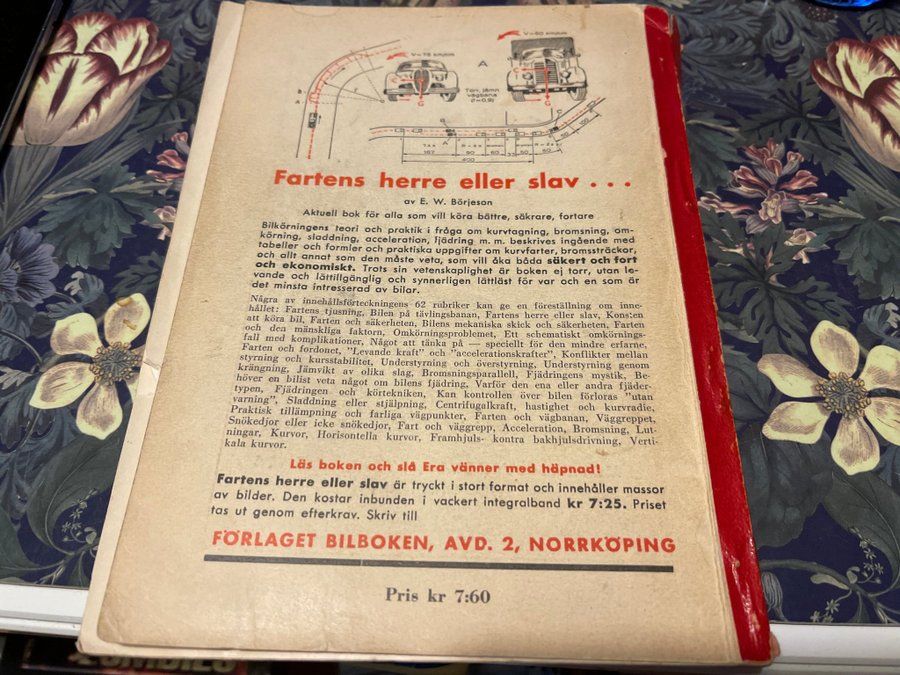 V=75 km/tim
V=60 km/tim
A
Torr, jämn
vägbana
(f=0,9)
B
A
C
C
C
A
167 90 60 33 50 60
400
50 100
Fartens herre eller slav . . .
av E. W. Börjeson
Aktuell bok för alla som vill köra bättre, säkrare, fortare
Bilkörningens teori och praktik i fråga om kurvtagning, bromsning, om-
körning, sladdning, acceleration, fjädring m. m. beskrives ingående med
tabeller och formler och praktiska uppgifter om kurvfarter, bromssträckor,
och allt annat som den måste veta, som vill åka båda säkert och fort
och ekonomiskt. Trots sin vetenskaplighet är boken ej torr, utan le-
vande och lättillgänglig och synnerligen lättläst för var och en som är
det minsta intresserad av bilar.
Några av innehållsförteckningens 62 rubriker kan ge en föreställning om inne-
hållet: Fartens tjusning, Bilen på tävlingsbanan, Fartens herre eller slav, Konsten
att köra bil, Farten och säkerheten, Bilens mekaniska skick och säkerheten, Farten
och den mänskliga faktorn, Omkörningsproblemet, Ett schematiskt omkörnings-
fall med komplikationer, Något att tänka på — speciellt för den mindre erfarne,
Farten och fordonet, "Levande kraft" och "accelerationskrafter", Konflikter mellan
styrning och kursstabilitet, Understyrning och överstyrning, Understyrning genom
krängning, Jämvikt av olika slag, Bromsningsparallell, Fjädringens mystik, Be-
höver en bilist veta något om bilens fjädring, Varför den ena eller andra fjäder-
typen, Fjädringen och körtekniken, Kan kontrollen över bilen förloras "utan
varning", Sladdning eller stjälpning, Centrifugalkraft, hastighet och kurvradie,
Praktisk tillämpning och farliga vägpunkter, Farten och vägbanan, Väggreppet,
Snökedjor eller icke snökedjor, Fart och väggrepp, Acceleration, Bromsning, Lut-
ningar, Kurvor, Horisontella kurvor, Framhjuls- kontra bakhjulsdrivning, Verti-
kala kurvor.
Läs boken och slå Era vänner med häpnad!
Fartens herre eller slav är tryckt i stort format och innehåller massor
av bilder. Den kostar inbunden i vackert integralband kr 7:25. Priset
tas ut genom efterkrav. Skriv till
FÖRLAGET BILBOKEN, AVD. 2, NORRKÖPING
Pris kr 7:60